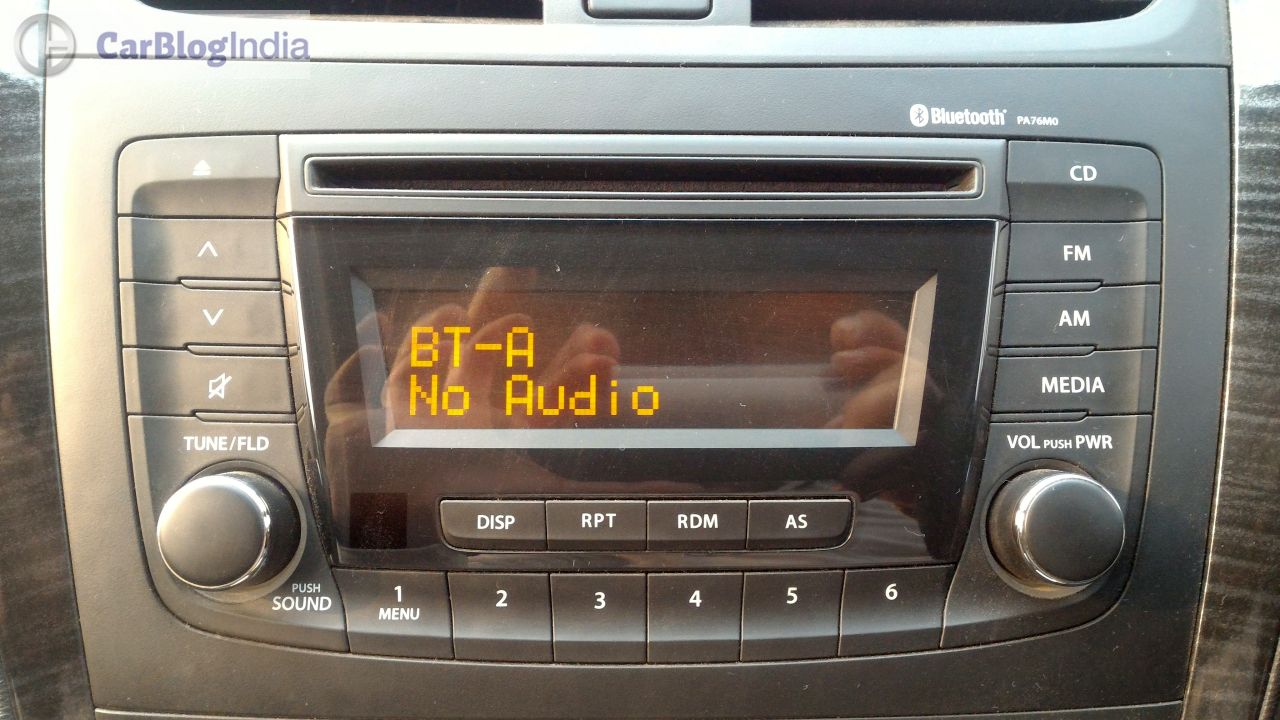 CarBlogIndia
Bluetooth PA76M0
CD
FM
AM
MEDIA
BT-A
No Audio
TUNE/FLD
VOL PUSH PWR
DISP RPT RDM AS
PUSH
SOUND
1 2 3 4 5 6
MENU